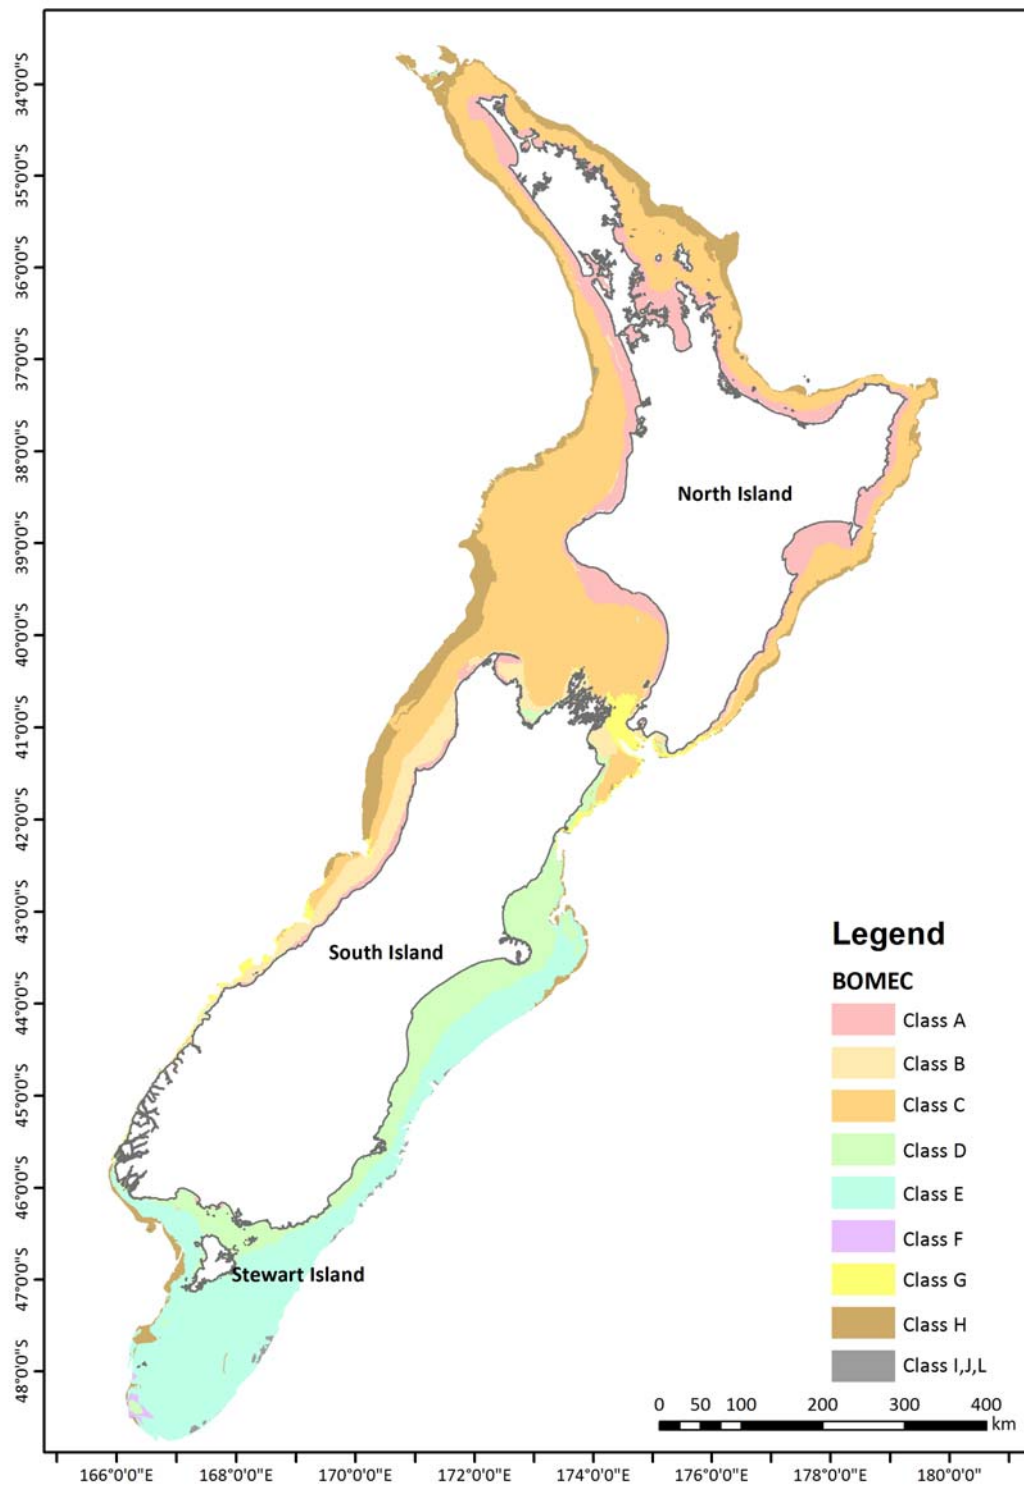 34°0'0"S
35°0'0"S
36°0'0"S
37°0'0"S
38°0'0"S
39°0'0"S
40°0'0"S
41°0'0"S
42°0'0"S
43°0'0"S
44°0'0"S
45°0'0"S
46°0'0"S
47°0'0"S
48°0'0"S
North Island
South Island
Stewart Island
Legend
BOMEC
Class A
Class B
Class C
Class D
Class E
Class F
Class G
Class H
Class I,J,L
0 50 100 200 300 400
km
166°0'0"E 168°0'0"E 170°0'0"E 172°0'0"E 174°0'0"E 176°0'0"E 178°0'0"E 180°0'0"